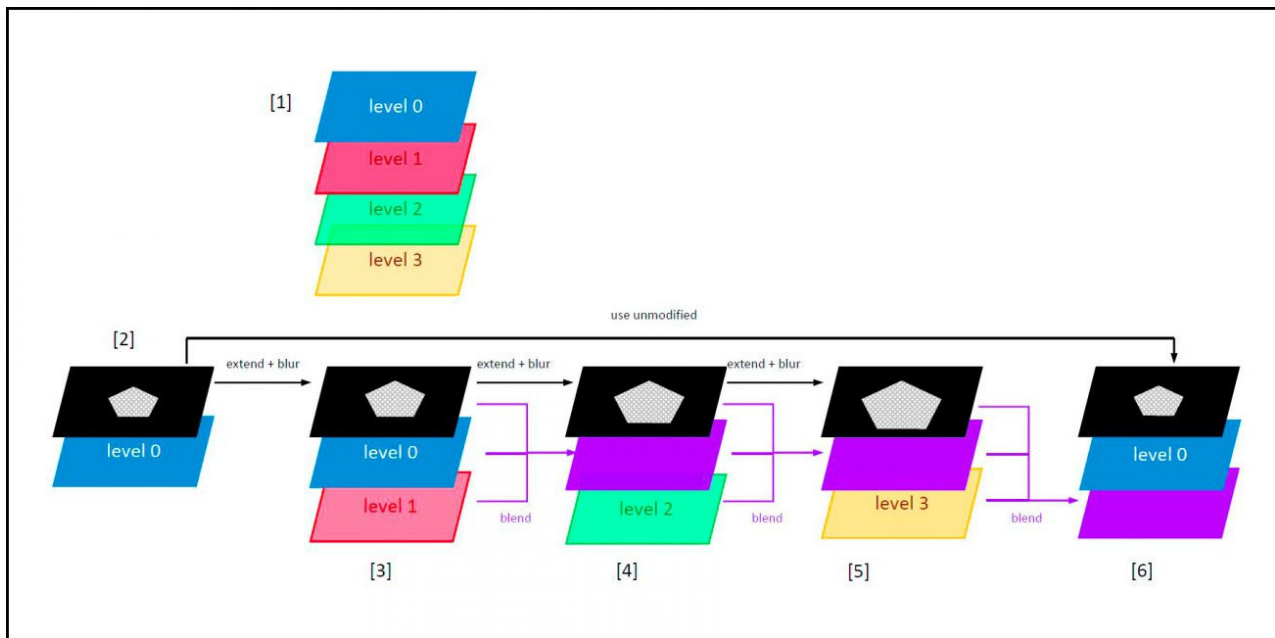 [1]
level 0
level 1
level 2
level 3
use unmodified
[2]
extend + blur
extend + blur
extend + blur
level 0
level 0
level 0
level 1
level 2
level 3
blend
blend
blend
[3]
[4]
[5]
[6]